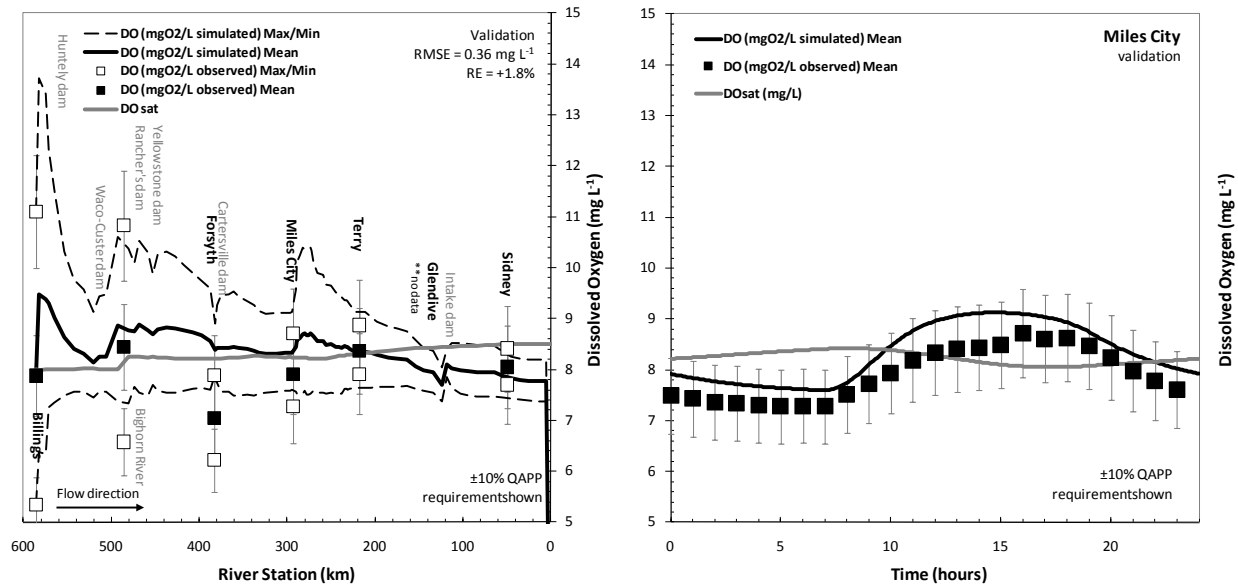 DO (mgO2/L simulated) Max/Min
DO (mgO2/L simulated) Mean
DO (mgO2/L observed) Max/Min
DO (mgO2/L observed) Mean
DO sat
Validation
RMSE = 0.36 mg L-1
RE = +1.8%
Huntely dam
Waco-Custer dam
Rancher's dam
Yellowstone dam
Forsyth
Cartersville dam
Miles City
Terry
Glendive
**no data
Intake dam
Sidney
Billings
Bighorn River
Flow direction
±10% QAPP
requirementshown
15
14
13
12
11
10
9
8
7
6
5
Dissolved Oxygen (mg L-1)
600
500
400
300
200
100
0
River Station (km)
DO (mgO2/L simulated) Mean
DO (mgO2/L observed) Mean
DOsat (mg/L)
Miles City
validation
15
14
13
12
11
10
9
8
7
6
5
±10% QAPP
requirementshown
Dissolved Oxygen (mg L-1)
0
5
10
15
20
Time (hours)